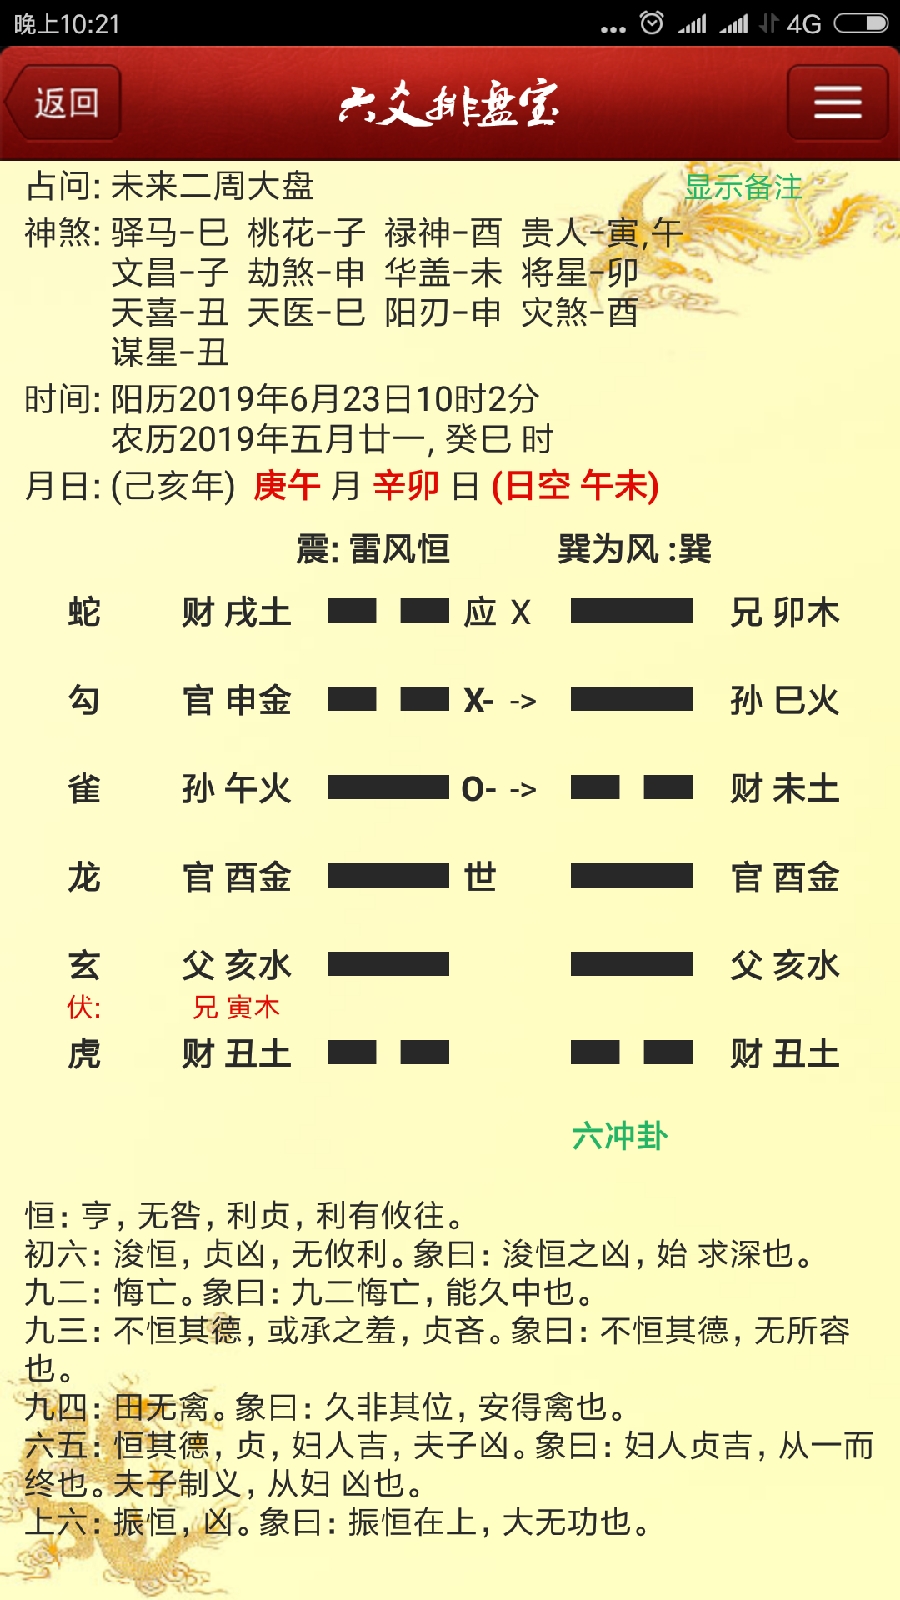 晚上10:21 ... 4G
返回 六爻排盘宝
占问: 未来二周大盘 显示备注
神煞: 驿马-巳 桃花-子 禄神-酉 贵人-寅,午
文昌-子 劫煞-申 华盖-未 将星-卯
天喜-丑 天医-巳 阳刃-申 灾煞-酉
谋星-丑
时间: 阳历2019年6月23日10时2分
农历2019年五月廿一, 癸巳 时
月日: (己亥年) 庚午 月 辛卯 日 (日空 午未)
震: 雷风恒 巽为风 :巽
蛇 财 戌土 应 X 兄 卯木
勾 官 申金 X- -> 孙 巳火
雀 孙 午火 O- -> 财 未土
龙 官 酉金 世 官 酉金
玄 父 亥水 父 亥水
伏: 兄 寅木
虎 财 丑土 财 丑土
六冲卦
恒: 亨, 无咎, 利贞, 利有攸往。
初六: 浚恒, 贞凶, 无攸利。象曰: 浚恒之凶, 始 求深也。
九二: 悔亡。象曰: 九二悔亡, 能久中也。
九三: 不恒其德, 或承之羞, 贞吝。象曰: 不恒其德, 无所容
也。
九四: 田无禽。象曰: 久非其位, 安得禽也。
六五: 恒其德, 贞, 妇人吉, 夫子凶。象曰: 妇人贞吉, 从一而
终也。夫子制义, 从妇 凶也。
上六: 振恒, 凶。象曰: 振恒在上, 大无功也。